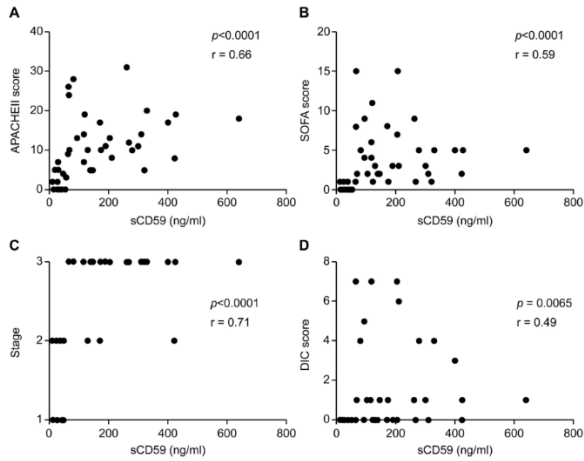 A
p<0.0001
r = 0.66
APACHEII score
40
30
20
10
0
0 200 400 600 800
sCD59 (ng/ml)
B
p<0.0001
r = 0.59
SOFA score
20
15
10
5
0
0 200 400 600 800
sCD59 (ng/ml)
C
p<0.0001
r = 0.71
Stage
3
2
1
0 200 400 600 800
sCD59 (ng/ml)
D
p = 0.0065
r = 0.49
DIC score
8
6
4
2
0
0 200 400 600 800
sCD59 (ng/ml)